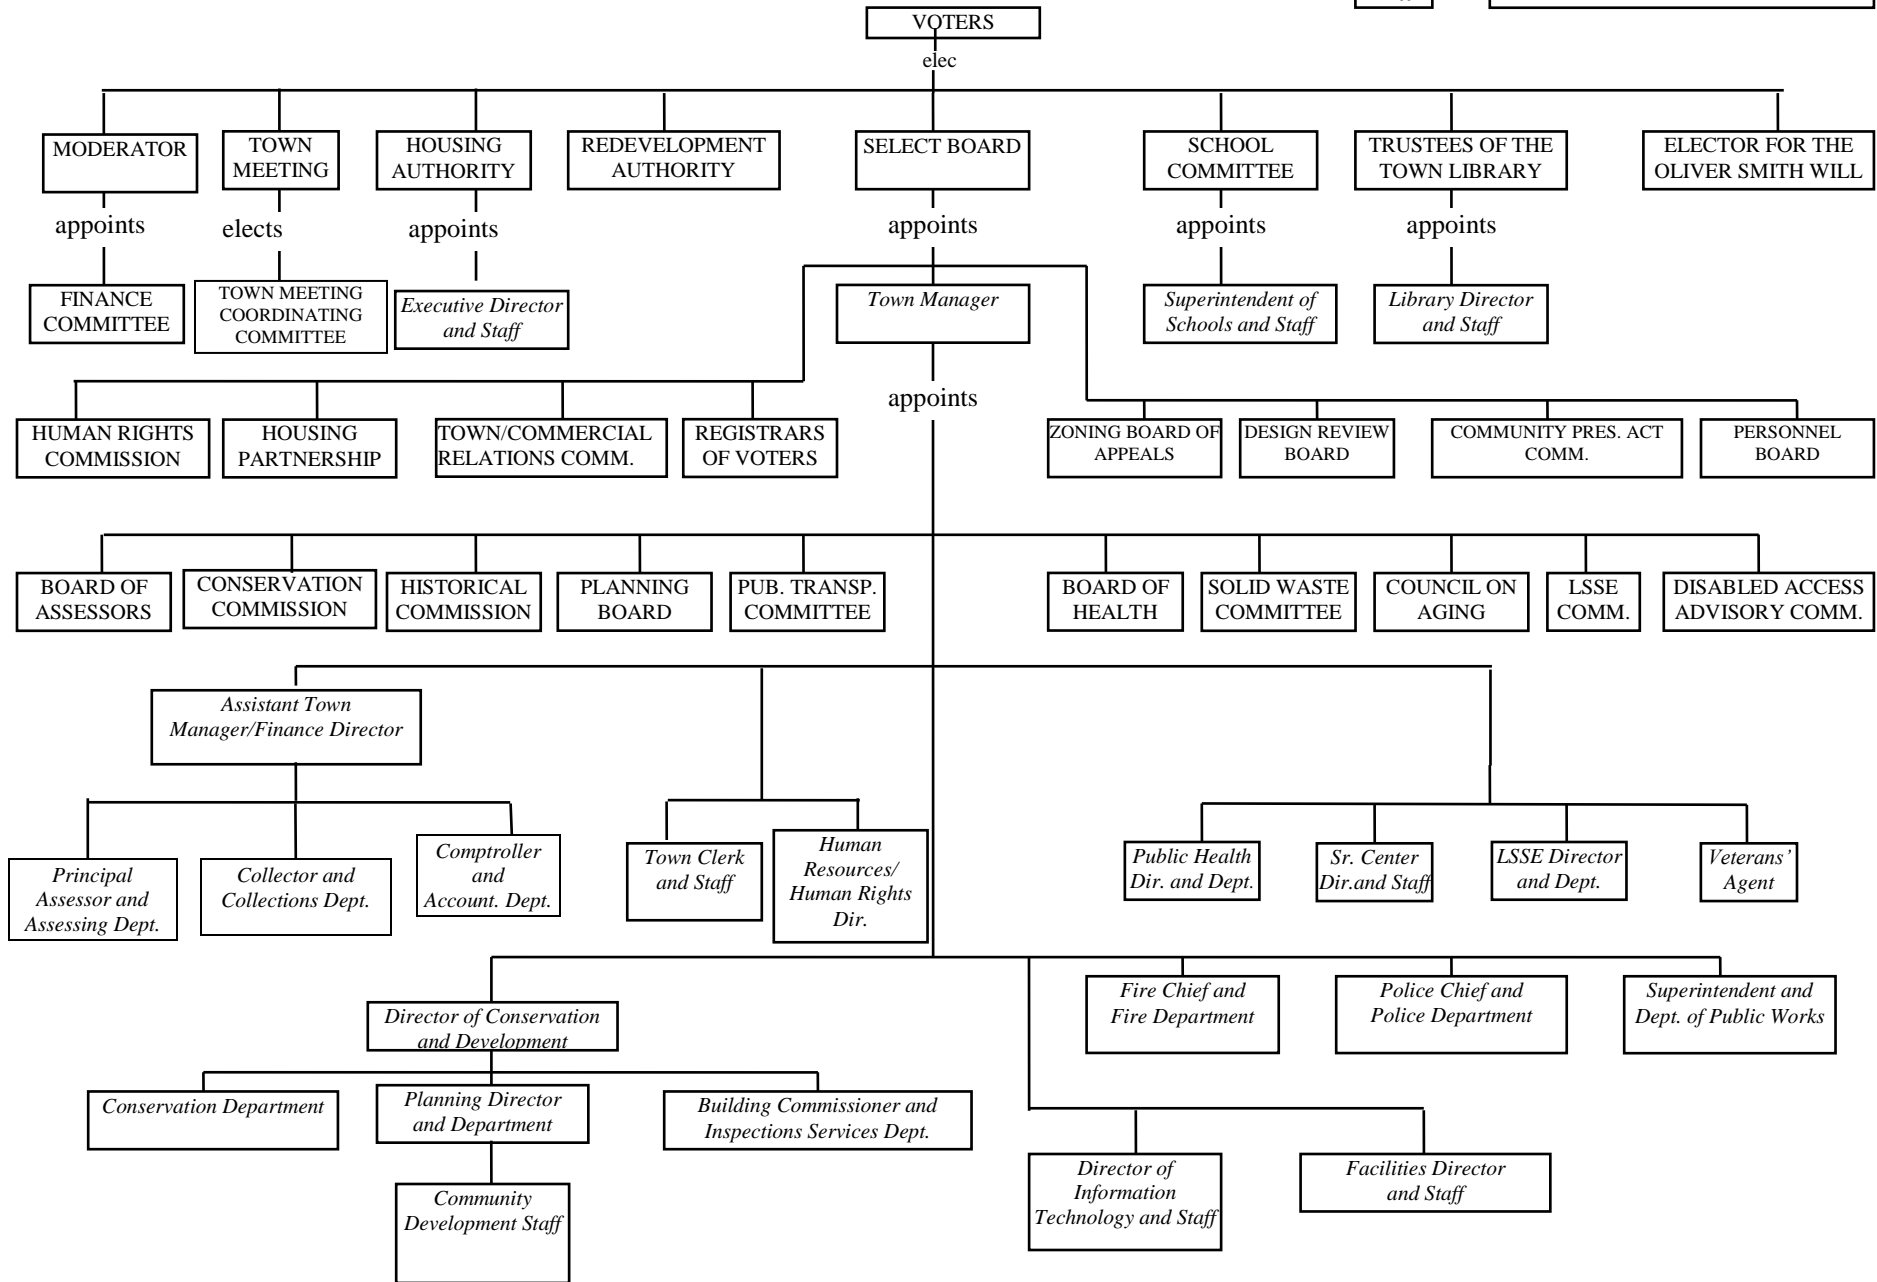 VOTERS
elec
MODERATOR
TOWN
MEETING
HOUSING
AUTHORITY
REDEVELOPMENT
AUTHORITY
SELECT BOARD
SCHOOL
COMMITTEE
TRUSTEES OF THE
TOWN LIBRARY
ELECTOR FOR THE
OLIVER SMITH WILL
appoints
elects
appoints
appoints
appoints
appoints
FINANCE
COMMITTEE
TOWN MEETING
COORDINATING
COMMITTEE
Executive Director
and Staff
Town Manager
Superintendent of
Schools and Staff
Library Director
and Staff
appoints
HUMAN RIGHTS
COMMISSION
HOUSING
PARTNERSHIP
TOWN/COMMERCIAL
RELATIONS COMM.
REGISTRARS
OF VOTERS
ZONING BOARD OF
APPEALS
DESIGN REVIEW
BOARD
COMMUNITY PRES. ACT
COMM.
PERSONNEL
BOARD
BOARD OF
ASSESSORS
CONSERVATION
COMMISSION
HISTORICAL
COMMISSION
PLANNING
BOARD
PUB. TRANSP.
COMMITTEE
BOARD OF
HEALTH
SOLID WASTE
COMMITTEE
COUNCIL ON
AGING
LSSE
COMM.
DISABLED ACCESS
ADVISORY COMM.
Assistant Town
Manager/Finance Director
Principal
Assessor and
Assessing Dept.
Collector and
Collections Dept.
Comptroller
and
Account. Dept.
Town Clerk
and Staff
Human
Resources/
Human Rights
Dir.
Public Health
Dir. and Dept.
Sr. Center
Dir.and Staff
LSSE Director
and Dept.
Veterans’
Agent
Director of Conservation
and Development
Fire Chief and
Fire Department
Police Chief and
Police Department
Superintendent and
Dept. of Public Works
Conservation Department
Planning Director
and Department
Building Commissioner and
Inspections Services Dept.
Community
Development Staff
Director of
Information
Technology and Staff
Facilities Director
and Staff